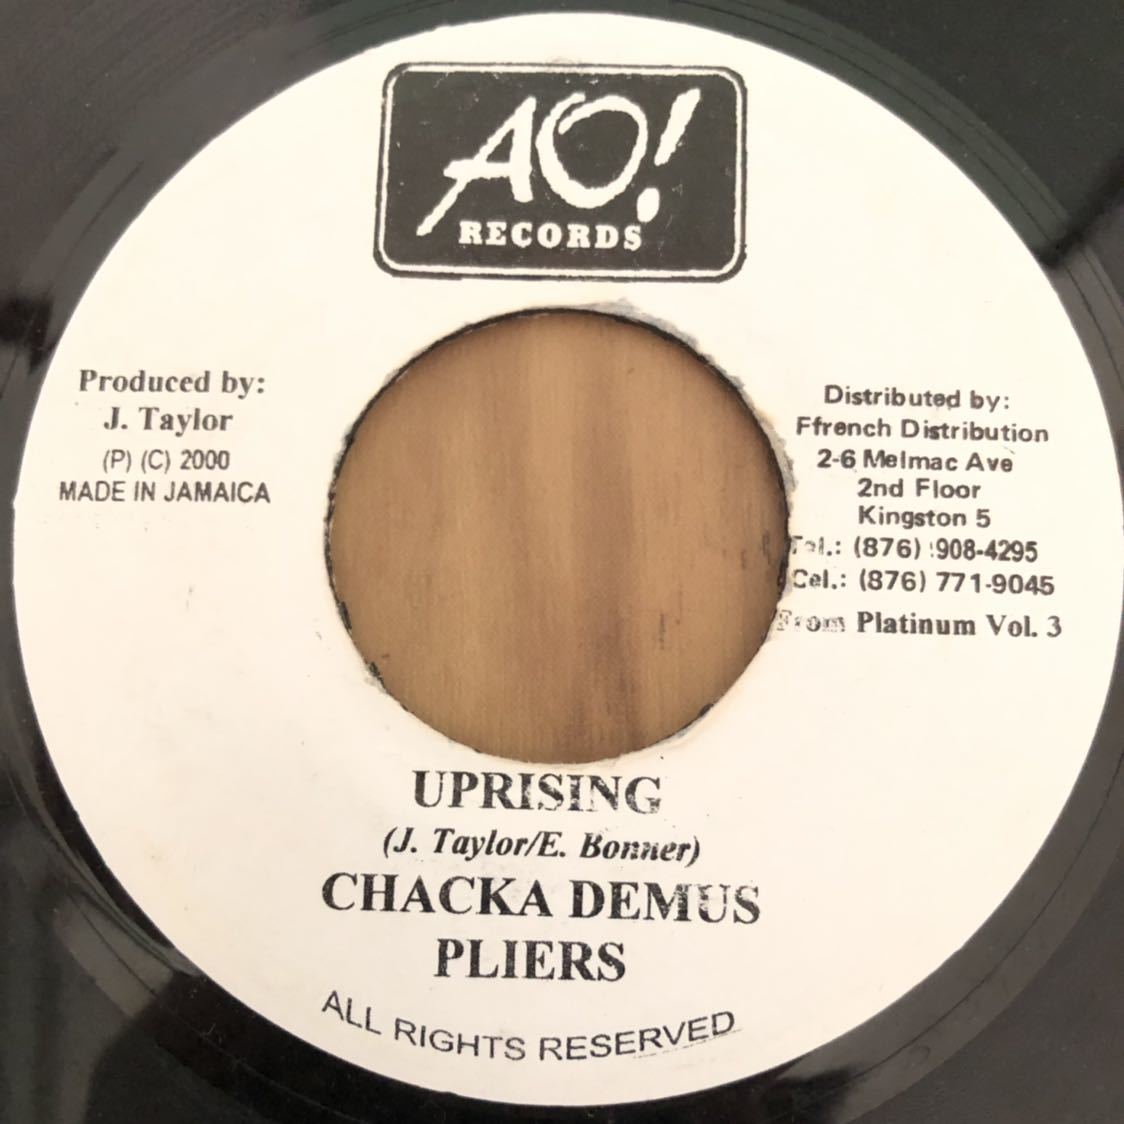 AO!
RECORDS
Produced by:
J. Taylor
(P) (C) 2000
MADE IN JAMAICA
Distributed by:
Ffrench Distribution
2-6 Melmac Ave
2nd Floor
Kingston 5
Tel.: (876) 908-4295
Cel.: (876) 771-9045
From Platinum Vol. 3
UPRISING
(J. Taylor/E. Bonner)
CHACKA DEMUS
PLIERS
ALL RIGHTS RESERVED